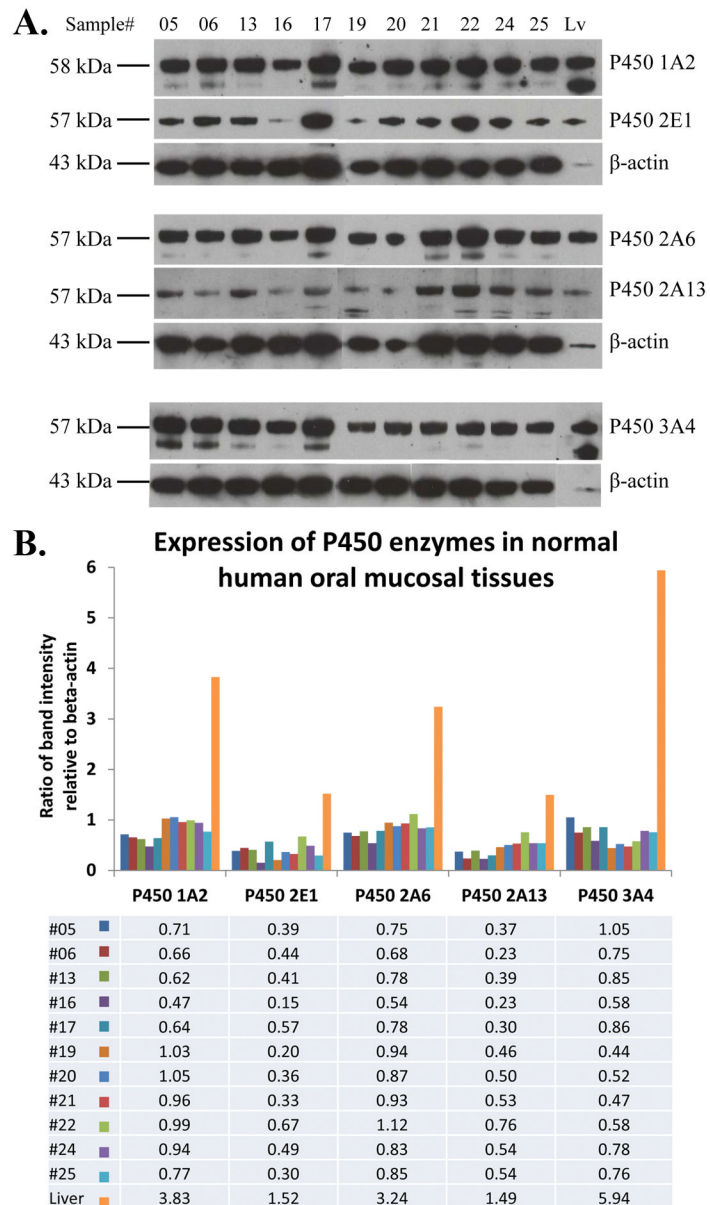 A.
Sample# 05 06 13 16 17 19 20 21 22 24 25 Lv
58 kDa P450 1A2
57 kDa P450 2E1
43 kDa β-actin
57 kDa P450 2A6
57 kDa P450 2A13
43 kDa β-actin
57 kDa P450 3A4
43 kDa β-actin
B.
Expression of P450 enzymes in normal
human oral mucosal tissues
Ratio of band intensity
relative to beta-actin
6
5
4
3
2
1
0
P450 1A2 P450 2E1 P450 2A6 P450 2A13 P450 3A4
#05 0.71 0.39 0.75 0.37 1.05
#06 0.66 0.44 0.68 0.23 0.75
#13 0.62 0.41 0.78 0.39 0.85
#16 0.47 0.15 0.54 0.23 0.58
#17 0.64 0.57 0.78 0.30 0.86
#19 1.03 0.20 0.94 0.46 0.44
#20 1.05 0.36 0.87 0.50 0.52
#21 0.96 0.33 0.93 0.53 0.47
#22 0.99 0.67 1.12 0.76 0.58
#24 0.94 0.49 0.83 0.54 0.78
#25 0.77 0.30 0.85 0.54 0.76
Liver 3.83 1.52 3.24 1.49 5.94